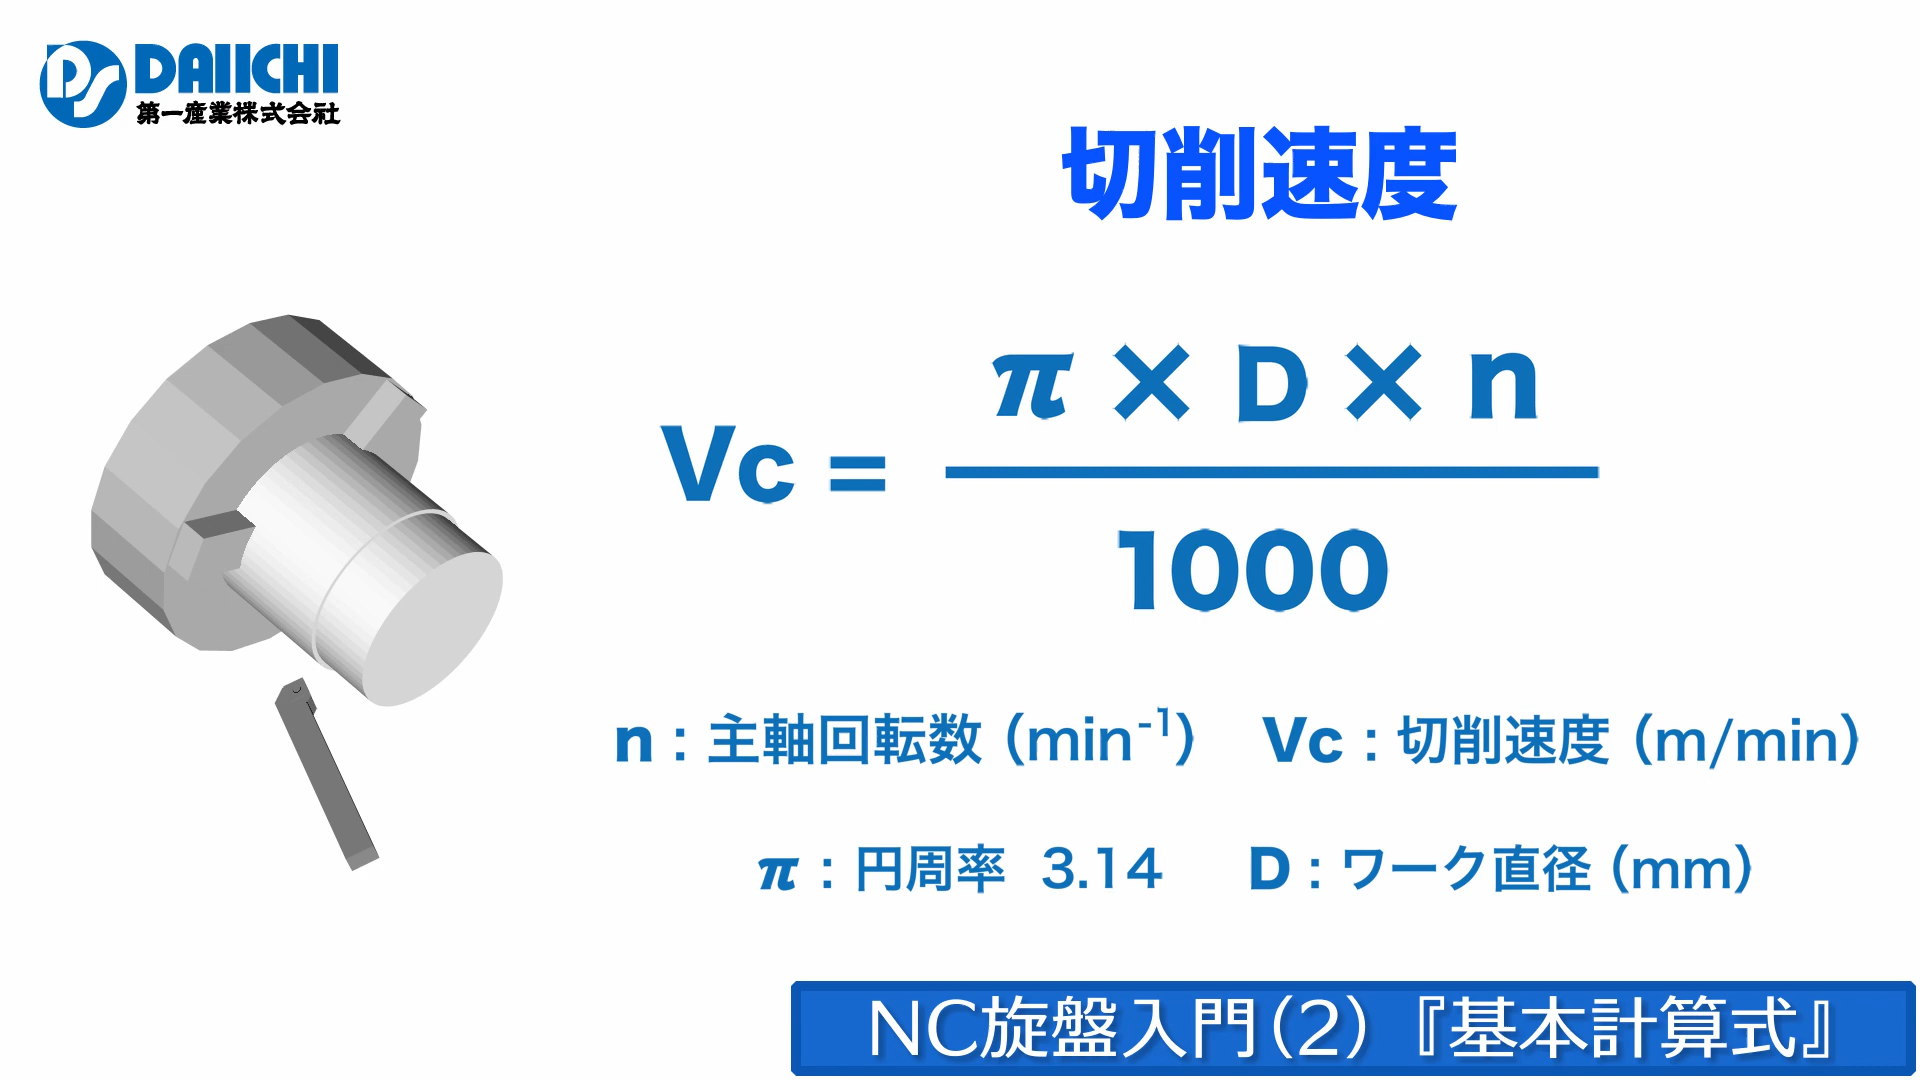 DS DAIICHI
第一産業株式会社
切削速度
Vc = π × D × n / 1000
n：主軸回転数（min⁻¹） Vc：切削速度（m/min）
π：円周率 3.14 D：ワーク直径（mm）
NC旋盤入門（2）『基本計算式』